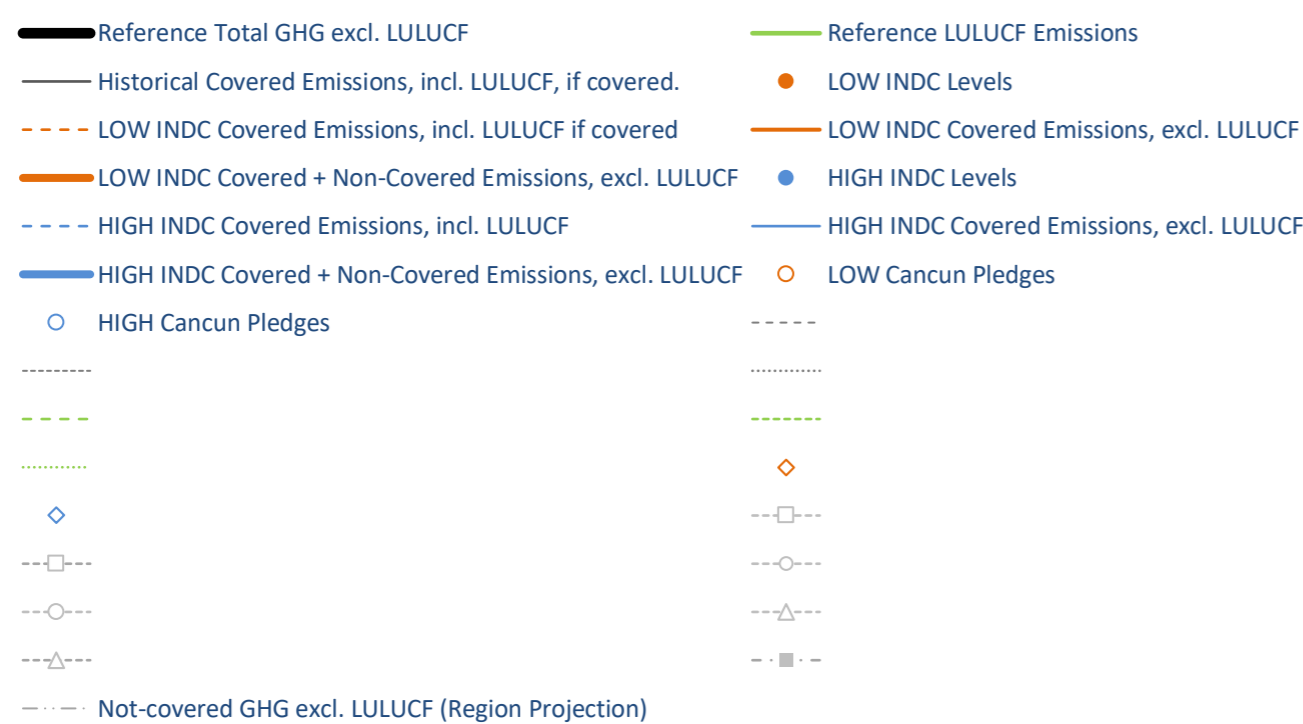 Reference Total GHG excl. LULUCF
Reference LULUCF Emissions
Historical Covered Emissions, incl. LULUCF, if covered.
LOW INDC Levels
LOW INDC Covered Emissions, incl. LULUCF if covered
LOW INDC Covered Emissions, excl. LULUCF
LOW INDC Covered + Non-Covered Emissions, excl. LULUCF
HIGH INDC Levels
HIGH INDC Covered Emissions, incl. LULUCF
HIGH INDC Covered Emissions, excl. LULUCF
HIGH INDC Covered + Non-Covered Emissions, excl. LULUCF
LOW Cancun Pledges
HIGH Cancun Pledges
Not-covered GHG excl. LULUCF (Region Projection)